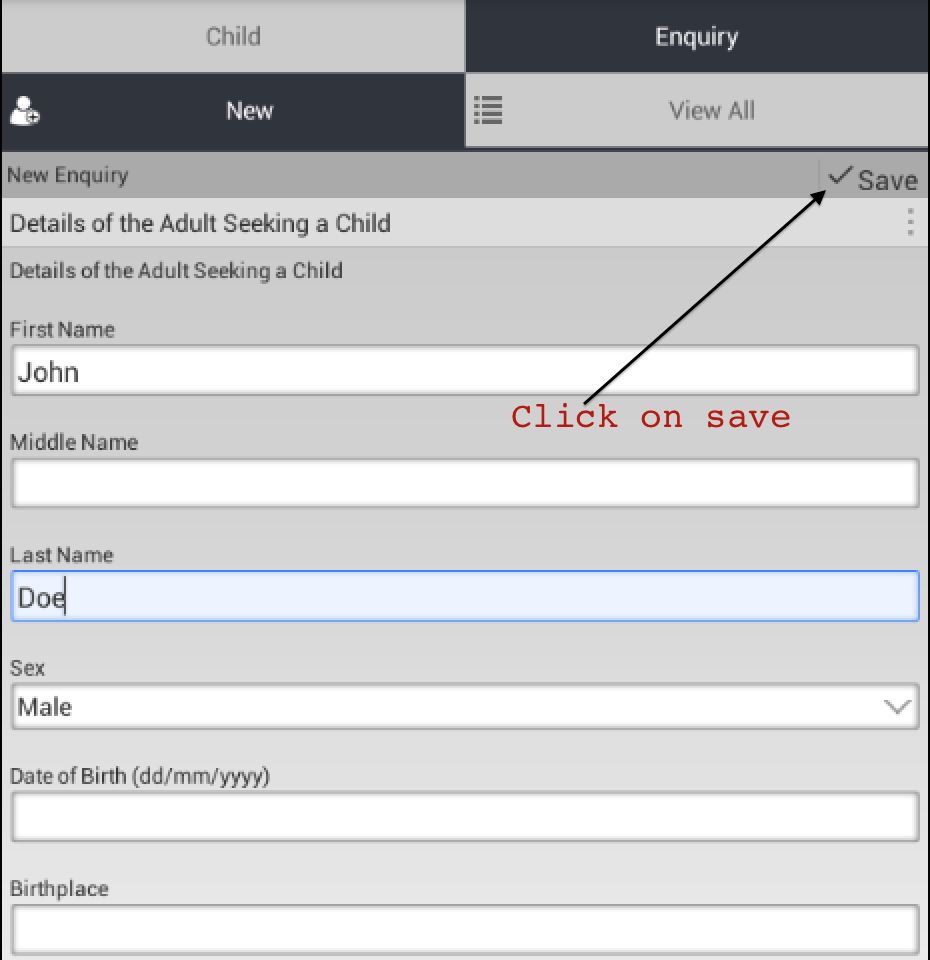 Child Enquiry
New View All
New Enquiry Save
Details of the Adult Seeking a Child
Details of the Adult Seeking a Child
First Name
John
Click on save
Middle Name
Last Name
Doe
Sex
Male
Date of Birth (dd/mm/yyyy)
Birthplace